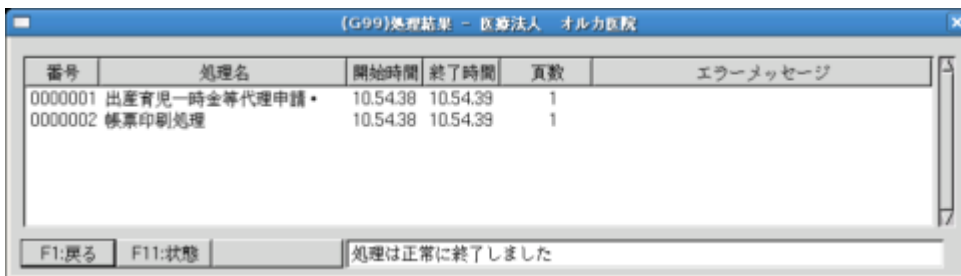 (G99)処理結果 - 医療法人 オルカ医院
番号 処理名 開始時間 終了時間 頁数 エラーメッセージ
0000001 出産育児一時金等代理申請・ 10.54.38 10.54.39 1
0000002 帳票印刷処理 10.54.38 10.54.39 1
F1:戻る F11:状態 処理は正常に終了しました